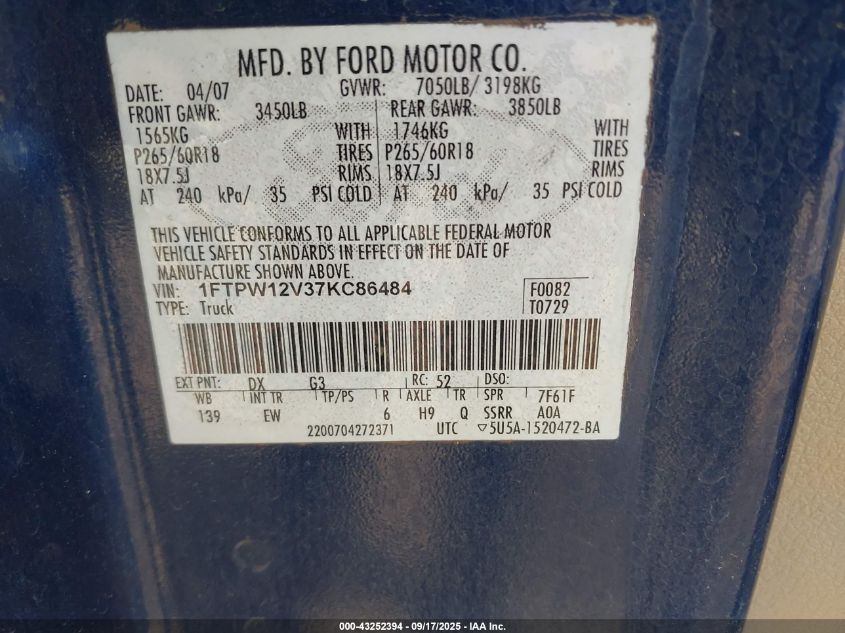 MFD. BY FORD MOTOR CO.
DATE: 04/07 GVWR: 7050LB/ 3198KG
FRONT GAWR: 3450LB REAR GAWR: 3850LB
1565KG WITH 1746KG WITH
P265/60R18 TIRES P265/60R18 TIRES
18X7.5J RIMS 18X7.5J RIMS
AT 240 kPa/ 35 PSI COLD AT 240 kPa/ 35 PSI COLD
THIS VEHICLE CONFORMS TO ALL APPLICABLE FEDERAL MOTOR
VEHICLE SAFETY STANDARDS IN EFFECT ON THE DATE OF
MANUFACTURE SHOWN ABOVE.
VIN: 1FTPW12V37KC86484 F0082
TYPE: Truck T0729
EXT PNT: DX G3 RC: 52 DSO:
WB INT TR TP/PS R AXLE TR SPR 7F61F
139 EW 6 H9 Q SSRR A0A
2200704272371 UTC ▽5U5A-1520472-BA
000-43252394 - 09/17/2025 - IAA Inc.